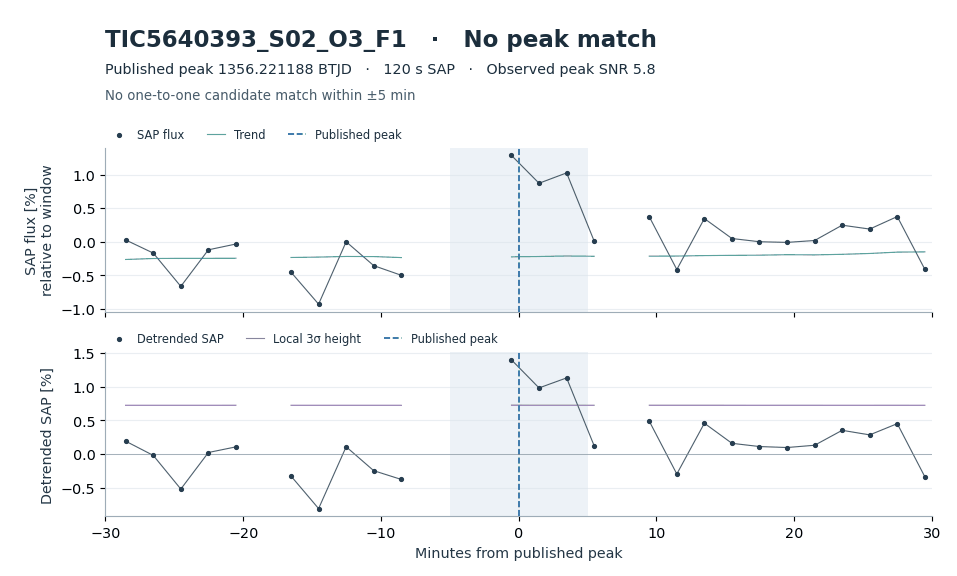 TIC5640393_S02_O3_F1 · No peak match
Published peak 1356.221188 BTJD · 120 s SAP · Observed peak SNR 5.8
No one-to-one candidate match within ±5 min
SAP flux Trend Published peak
SAP flux [%]
relative to window
1.0
0.5
0.0
−0.5
−1.0
Detrended SAP Local 3σ height Published peak
Detrended SAP [%]
1.5
1.0
0.5
0.0
−0.5
−30 −20 −10 0 10 20 30
Minutes from published peak